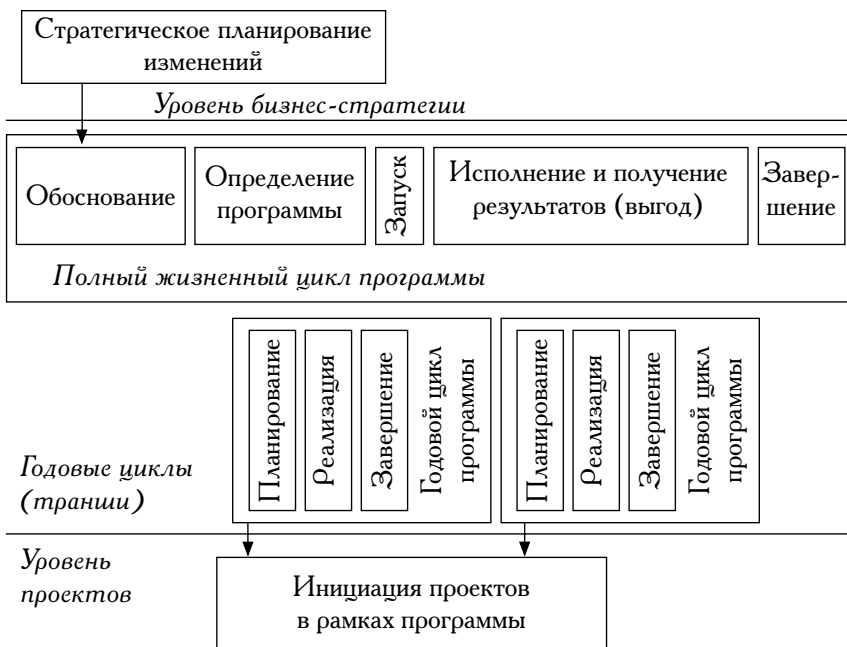 Стратегическое планирование
изменений
Уровень бизнес-стратегии
Обоснование
Определение
программы
Запуск
Исполнение и получение
результатов (выгод)
Завер-
шение
Полный жизненный цикл программы
Планирование
Реализация
Завершение
Годовой цикл
программы
Планирование
Реализация
Завершение
Годовой цикл
программы
Годовые циклы
(транши)
Уровень
проектов
Инициация проектов
в рамках программы